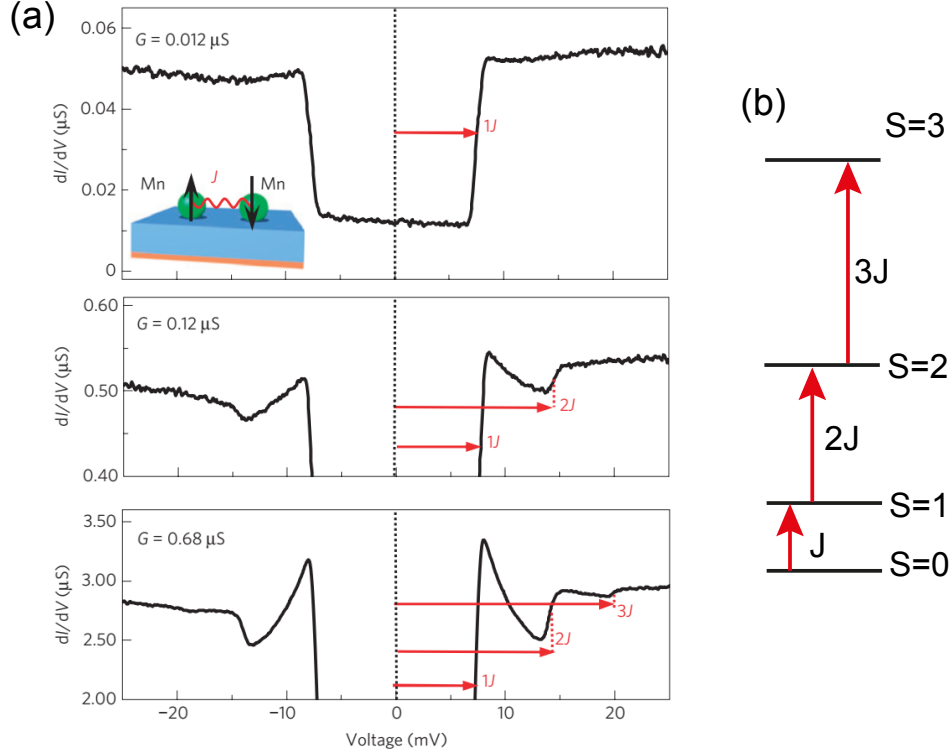 (a)
0.06
0.04
0.02
0
dI/dV (µS)
G = 0.012 µS
1J
Mn
J
Mn
0.60
0.50
0.40
dI/dV (µS)
G = 0.12 µS
2J
1J
3.50
3.00
2.50
2.00
dI/dV (µS)
G = 0.68 µS
3J
2J
1J
−20
−10
0
10
20
Voltage (mV)
(b)
S=3
3J
S=2
2J
S=1
J
S=0